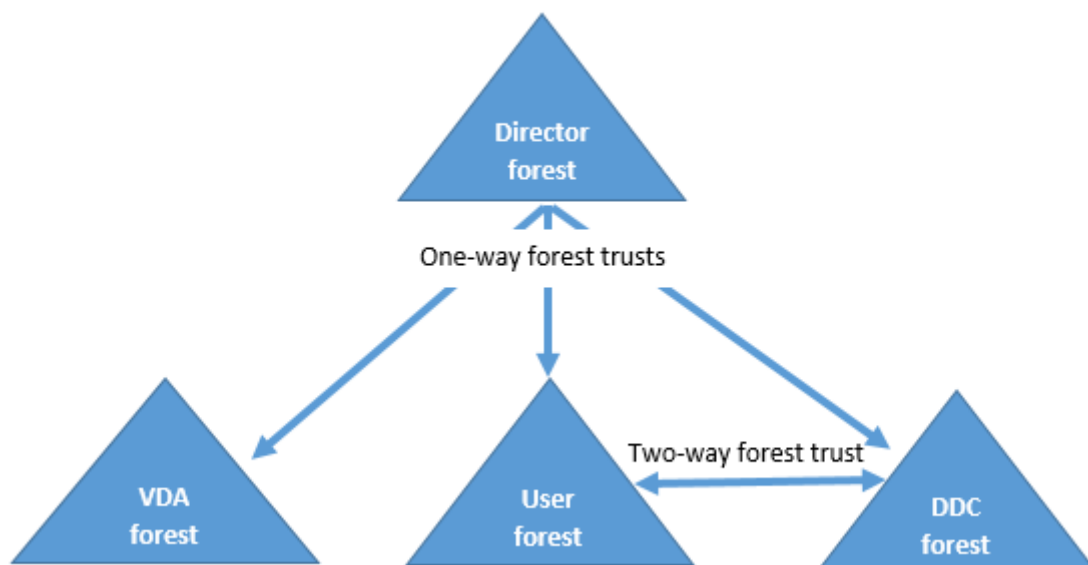 Director
forest
One-way forest trusts
Two-way forest trust
VDA
forest
User
forest
DDC
forest